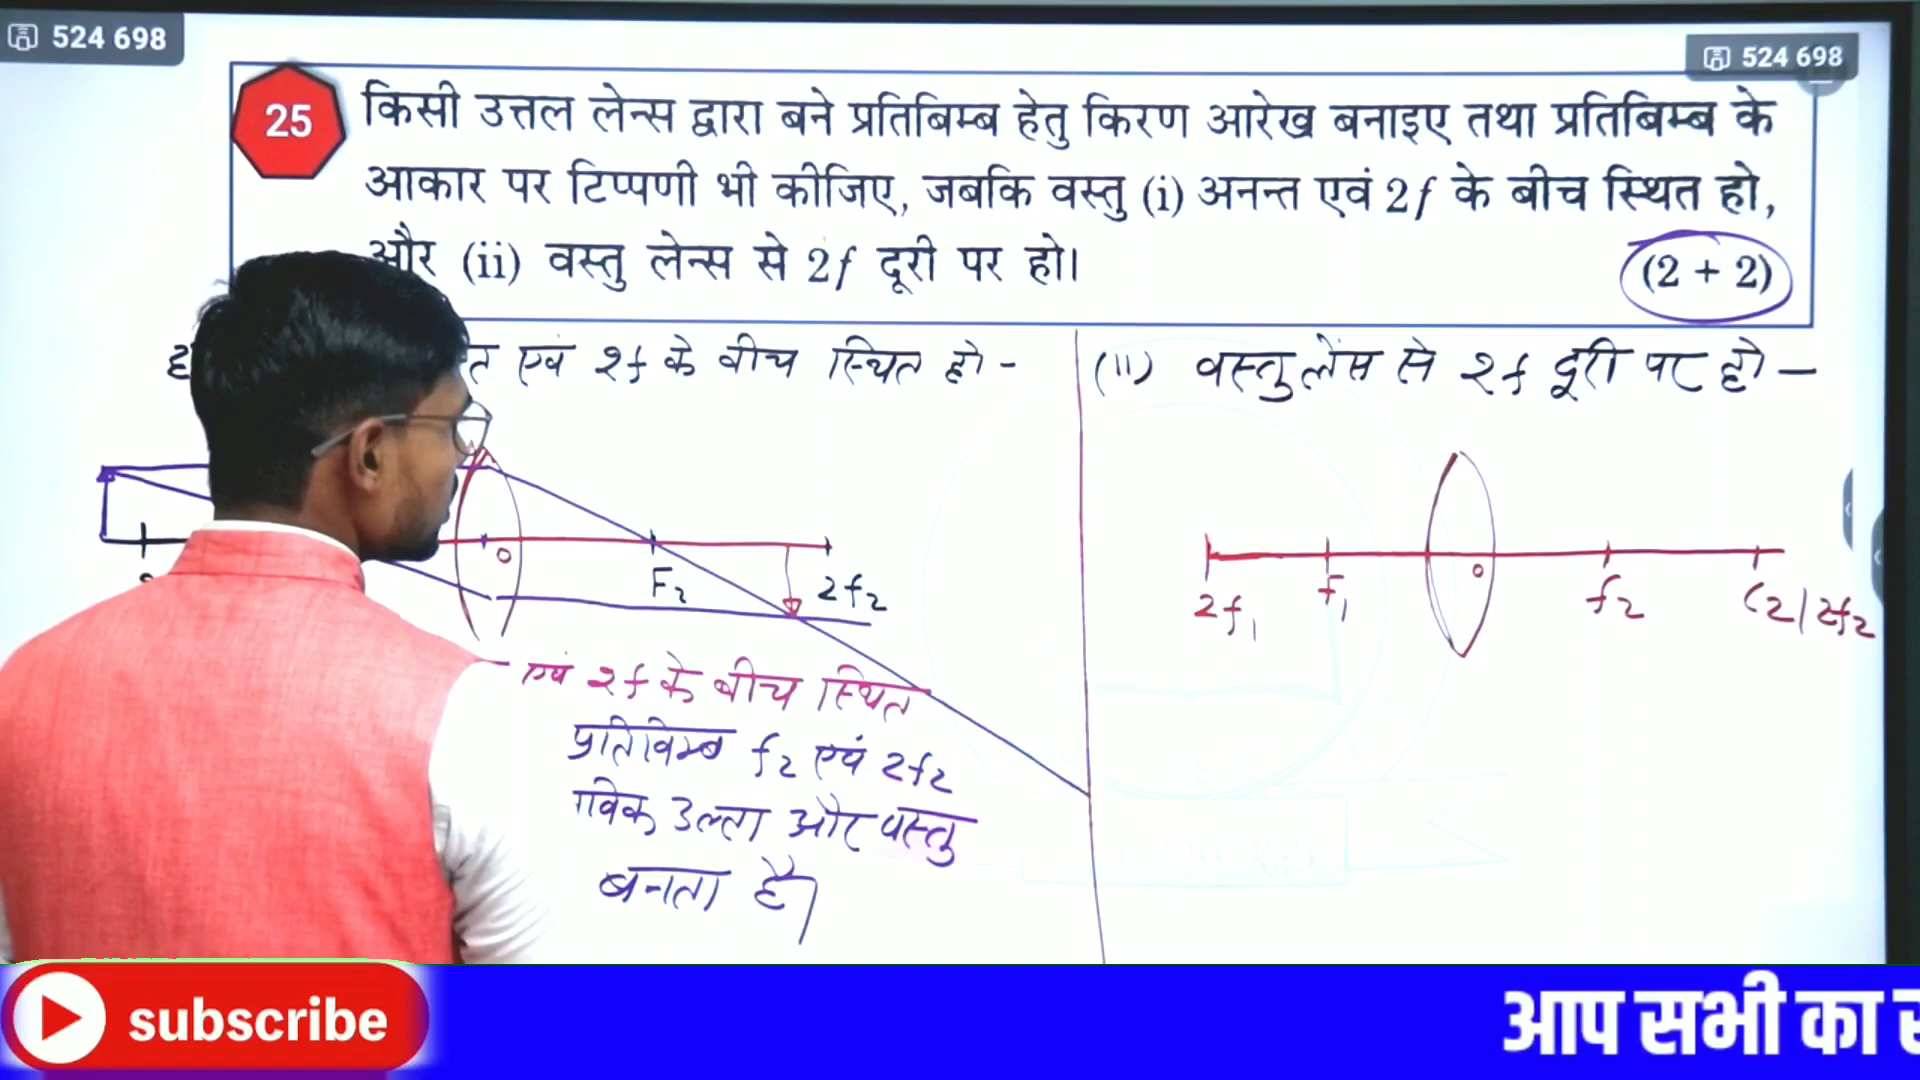 524 698
524 698
25
किसी उत्तल लेन्स द्वारा बने प्रतिबिम्ब हेतु किरण आरेख बनाइए तथा प्रतिबिम्ब के
आकार पर टिप्पणी भी कीजिए, जबकि वस्तु (i) अनन्त एवं 2f के बीच स्थित हो,
और (ii) वस्तु लेन्स से 2f दूरी पर हो।
(2 + 2)
एवं 2f के बीच स्थित हो -
(ii) वस्तु लेंस से 2f दूरी पर हो –
O
F2
2f2
2f1
F1
O
f2
C2/2f2
एवं 2f के बीच स्थित
प्रतिबिम्ब f2 एवं 2f2
उल्टा और वस्तु
बनता है।
subscribe
आप सभी का